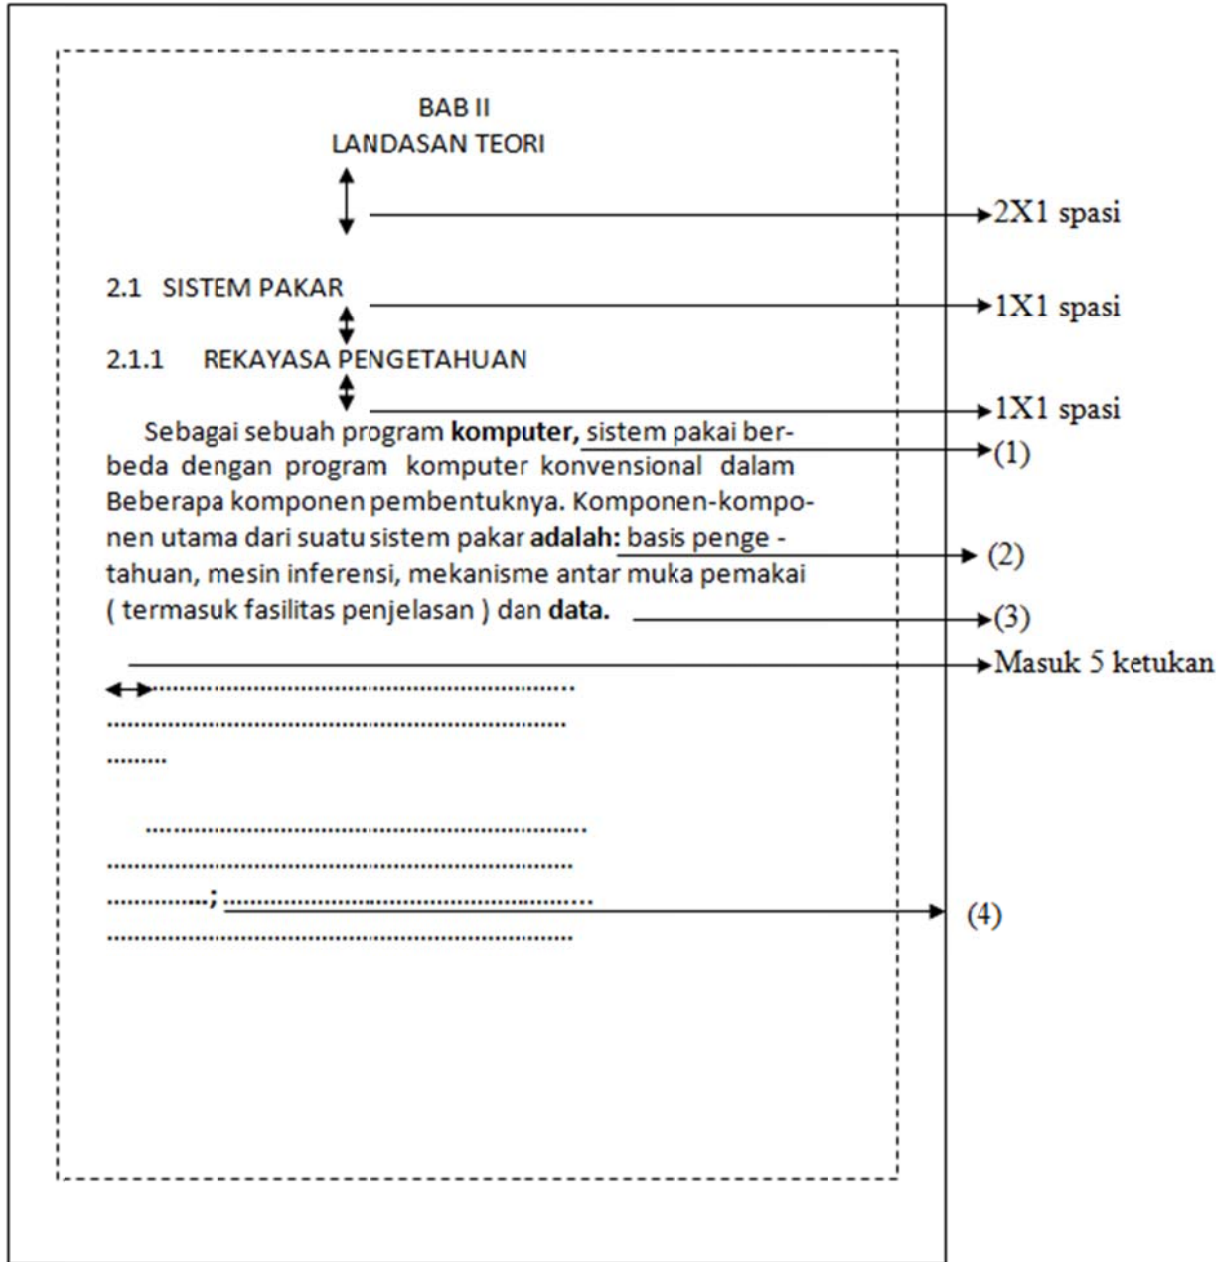 BAB II
LANDASAN TEORI
2X1 spasi
2.1 SISTEM PAKAR
1X1 spasi
2.1.1 REKAYASA PENGETAHUAN
1X1 spasi
Sebagai sebuah program komputer, sistem pakai ber-
(1)
beda dengan program komputer konvensional dalam
Beberapa komponen pembentuknya. Komponen-kompo-
nen utama dari suatu sistem pakar adalah: basis penge -
(2)
tahuan, mesin inferensi, mekanisme antar muka pemakai
( termasuk fasilitas penjelasan ) dan data.
(3)
Masuk 5 ketukan
..............................................................
...................................................................
.........
................................................................
....................................................................
...............; ......................................................
(4)
....................................................................